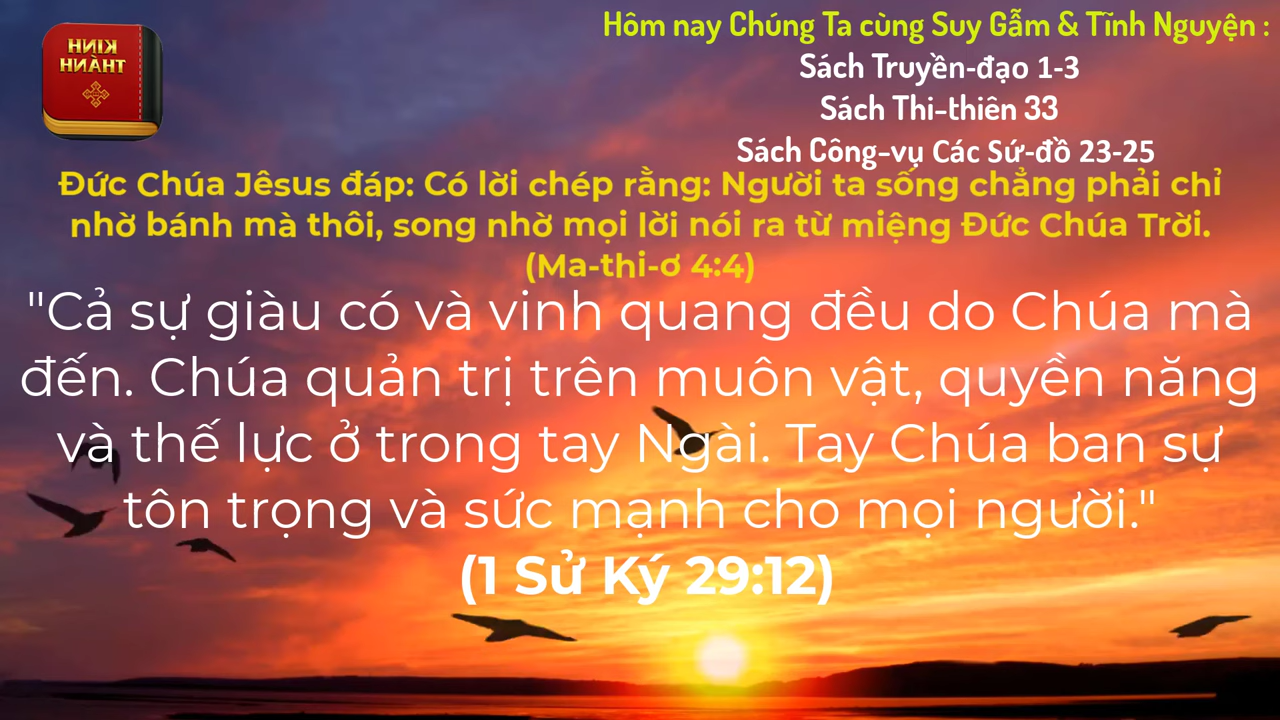 KINH
THÁNH
Hôm nay Chúng Ta cùng Suy Gẫm & Tĩnh Nguyện :
Sách Truyền-đạo 1-3
Sách Thi-thiên 33
Sách Công-vụ Các Sứ-đồ 23-25
Đức Chúa Jêsus đáp: Có lời chép rằng: Người ta sống chẳng phải chỉ
nhờ bánh mà thôi, song nhờ mọi lời nói ra từ miệng Đức Chúa Trời.
(Ma-thi-ơ 4:4)
"Cả sự giàu có và vinh quang đều do Chúa mà
đến. Chúa quản trị trên muôn vật, quyền năng
và thế lực ở trong tay Ngài. Tay Chúa ban sự
tôn trọng và sức mạnh cho mọi người."
(1 Sử Ký 29:12)